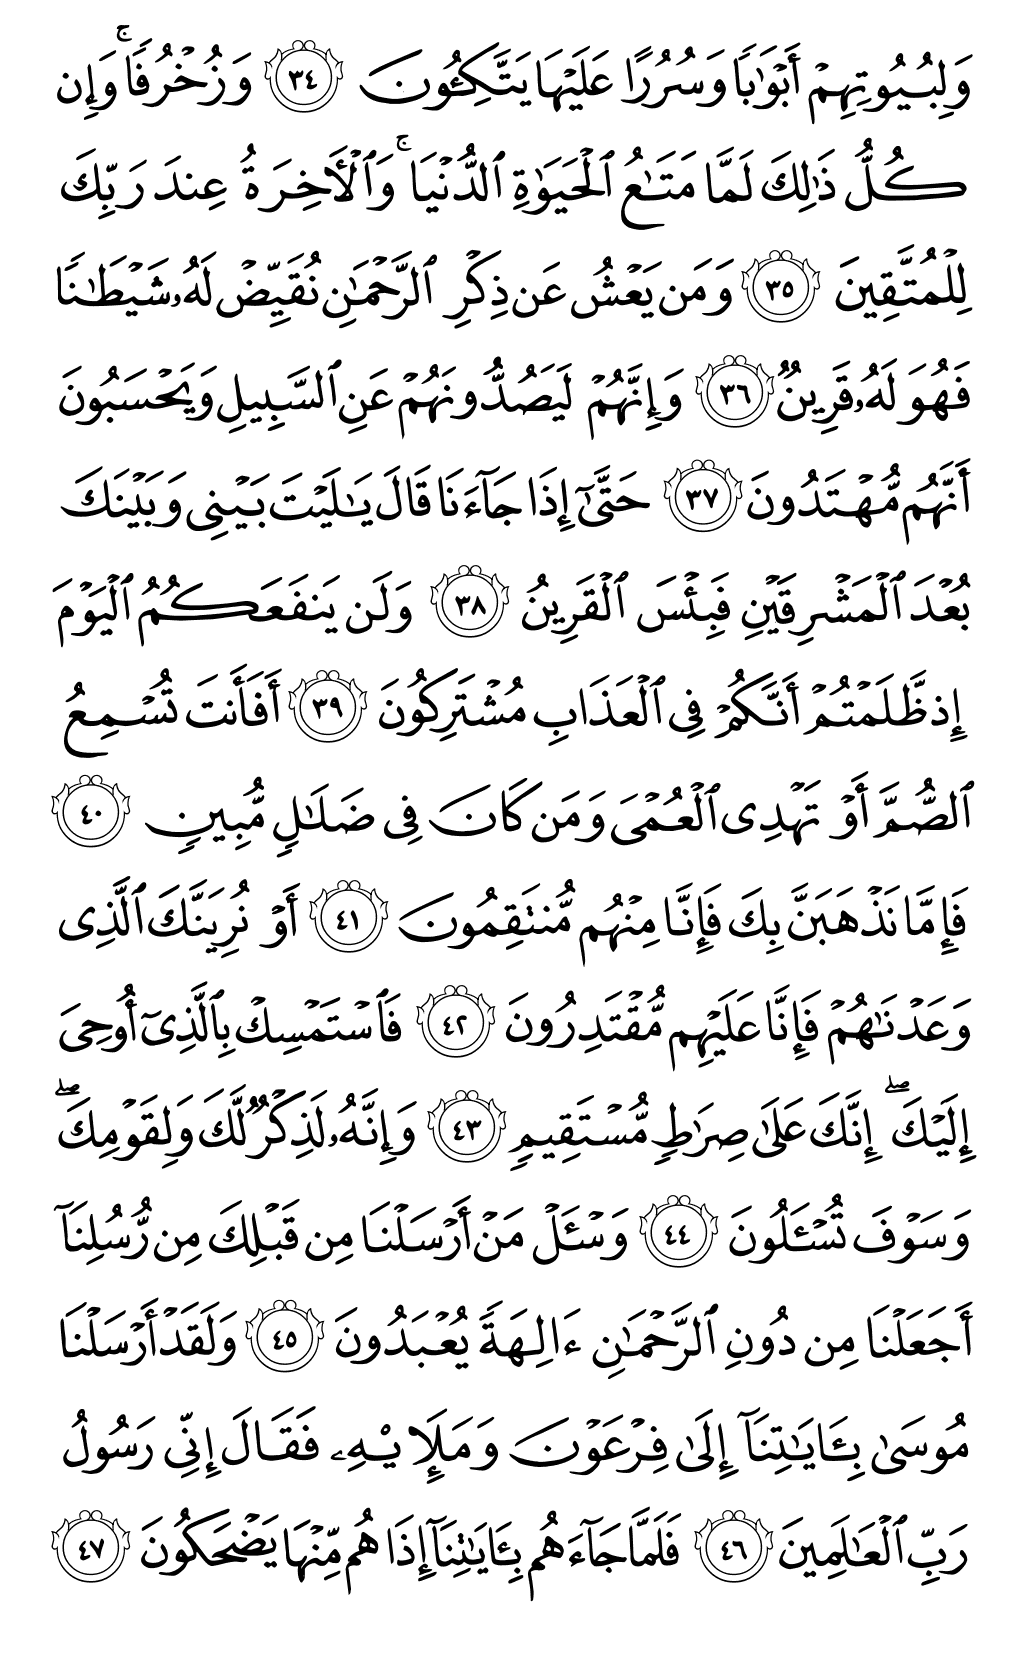 وَلِبُيُوتِهِمْ أَبْوَٰبًا وَسُرُرًا عَلَيْهَا يَتَّكِـُٔونَ ٣٤ وَزُخْرُفًا ۚ وَإِن
كُلُّ ذَٰلِكَ لَمَّا مَتَـٰعُ ٱلْحَيَوٰةِ ٱلدُّنْيَا ۚ وَٱلْـَٔاخِرَةُ عِندَ رَبِّكَ
لِلْمُتَّقِينَ ٣٥ وَمَن يَعْشُ عَن ذِكْرِ ٱلرَّحْمَـٰنِ نُقَيِّضْ لَهُۥ شَيْطَـٰنًا
فَهُوَ لَهُۥ قَرِينٌ ٣٦ وَإِنَّهُمْ لَيَصُدُّونَهُمْ عَنِ ٱلسَّبِيلِ وَيَحْسَبُونَ
أَنَّهُم مُّهْتَدُونَ ٣٧ حَتَّىٰٓ إِذَا جَآءَنَا قَالَ يَـٰلَيْتَ بَيْنِى وَبَيْنَكَ
بُعْدَ ٱلْمَشْرِقَيْنِ فَبِئْسَ ٱلْقَرِينُ ٣٨ وَلَن يَنفَعَكُمُ ٱلْيَوْمَ
إِذ ظَّلَمْتُمْ أَنَّكُمْ فِى ٱلْعَذَابِ مُشْتَرِكُونَ ٣٩ أَفَأَنتَ تُسْمِعُ
ٱلصُّمَّ أَوْ تَهْدِى ٱلْعُمْىَ وَمَن كَانَ فِى ضَلَـٰلٍ مُّبِينٍ ٤٠
فَإِمَّا نَذْهَبَنَّ بِكَ فَإِنَّا مِنْهُم مُّنتَقِمُونَ ٤١ أَوْ نُرِيَنَّكَ ٱلَّذِى
وَعَدْنَـٰهُمْ فَإِنَّا عَلَيْهِم مُّقْتَدِرُونَ ٤٢ فَٱسْتَمْسِكْ بِٱلَّذِىٓ أُوحِىَ
إِلَيْكَ ۖ إِنَّكَ عَلَىٰ صِرَٰطٍ مُّسْتَقِيمٍ ٤٣ وَإِنَّهُۥ لَذِكْرٌ لَّكَ وَلِقَوْمِكَ ۖ
وَسَوْفَ تُسْـَٔلُونَ ٤٤ وَسْـَٔلْ مَنْ أَرْسَلْنَا مِن قَبْلِكَ مِن رُّسُلِنَآ
أَجَعَلْنَا مِن دُونِ ٱلرَّحْمَـٰنِ ءَالِهَةً يُعْبَدُونَ ٤٥ وَلَقَدْ أَرْسَلْنَا
مُوسَىٰ بِـَٔايَـٰتِنَآ إِلَىٰ فِرْعَوْنَ وَمَلَإِي۟هِۦ فَقَالَ إِنِّى رَسُولُ
رَبِّ ٱلْعَـٰلَمِينَ ٤٦ فَلَمَّا جَآءَهُم بِـَٔايَـٰتِنَآ إِذَا هُم مِّنْهَا يَضْحَكُونَ ٤٧